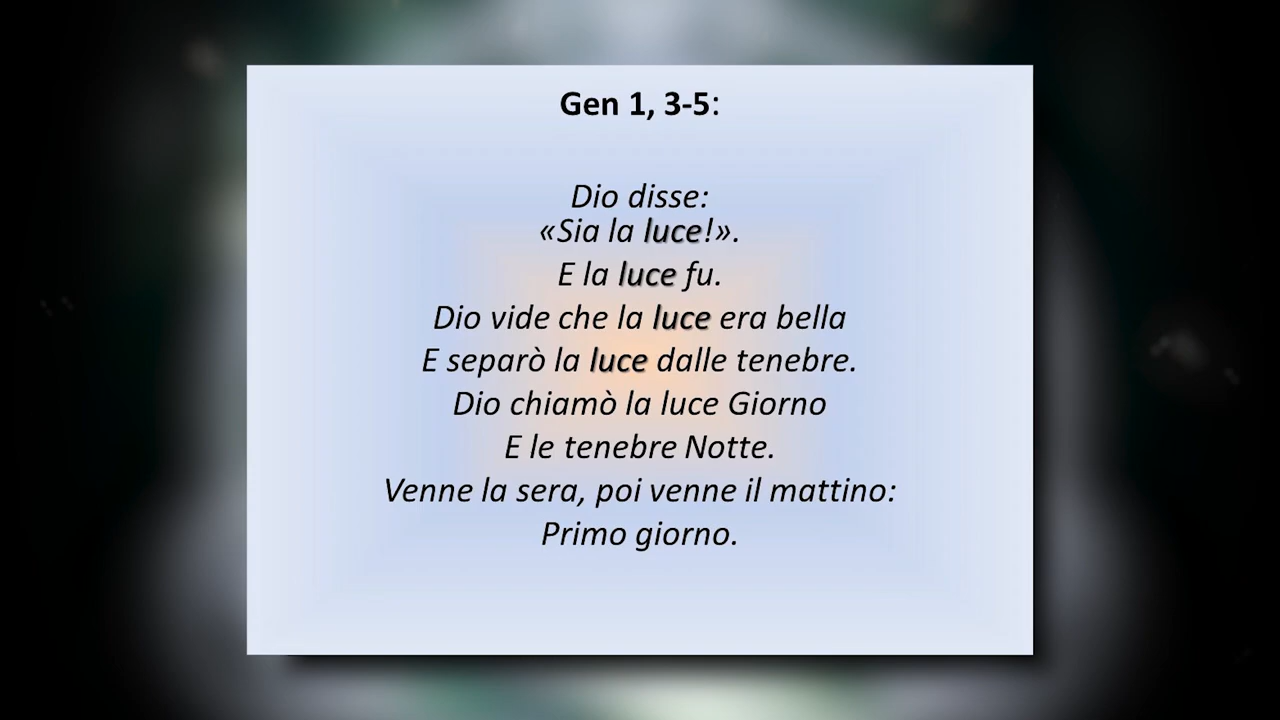 Gen 1, 3-5:
Dio disse:
«Sia la luce!».
E la luce fu.
Dio vide che la luce era bella
E separò la luce dalle tenebre.
Dio chiamò la luce Giorno
E le tenebre Notte.
Venne la sera, poi venne il mattino:
Primo giorno.